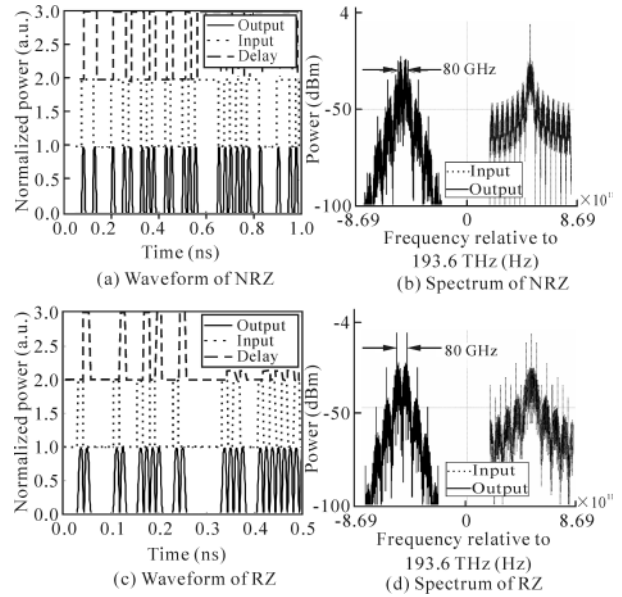 Normalized power (a.u.)
3.0
2.5
2.0
1.5
1.0
0.5
0.0
Output
Input
Delay
0.0 0.2 0.4 0.6 0.8 1.0
Time (ns)
(a) Waveform of NRZ
Power (dBm)
4
-50
-100
80 GHz
Input
Output
-8.69 0 8.69
Frequency relative to
193.6 THz (Hz)
(b) Spectrum of NRZ
Normalized power (a.u.)
3.0
2.5
2.0
1.5
1.0
0.5
0.0
Output
Input
Delay
0.0 0.1 0.2 0.3 0.4 0.5
Time (ns)
(c) Waveform of RZ
Power (dBm)
-4
-50
-100
80 GHz
Input
Output
-8.69 0 8.69
Frequency relative to
193.6 THz (Hz)
(d) Spectrum of RZ